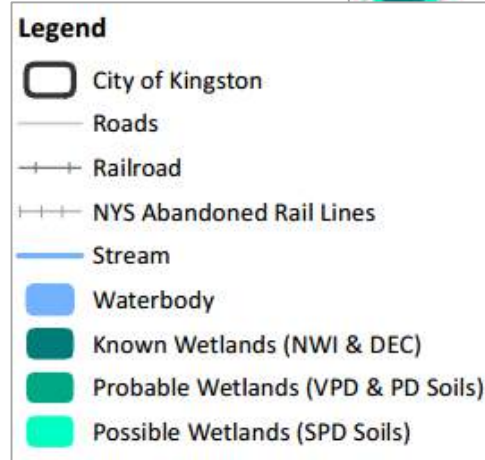 Legend
City of Kingston
Roads
Railroad
NYS Abandoned Rail Lines
Stream
Waterbody
Known Wetlands (NWI & DEC)
Probable Wetlands (VPD & PD Soils)
Possible Wetlands (SPD Soils)